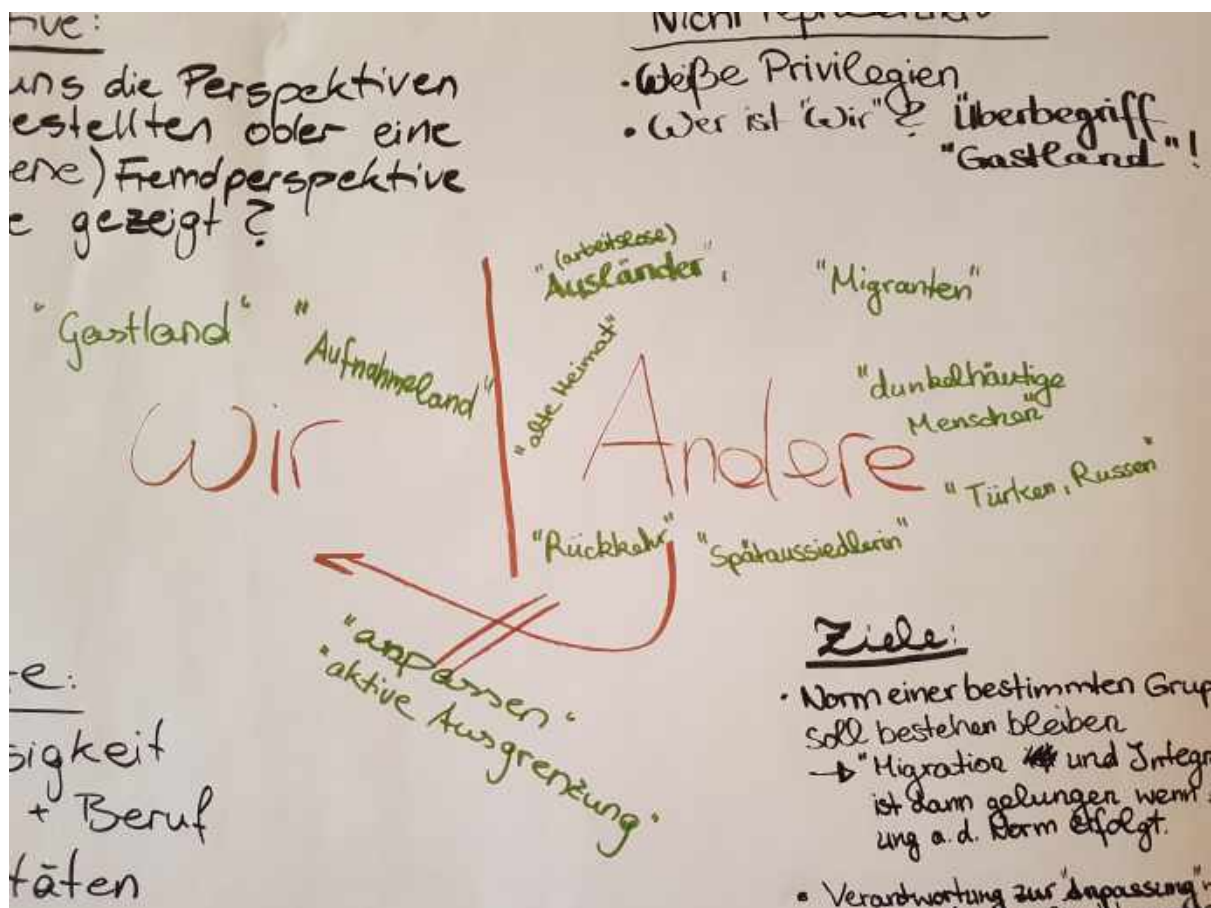 uns die Perspektiven
estellten oder eine
ene) Fremdperspektive
e gezeigt?
· Weiße Privilegien
· Wer ist "Wir"? Überbegriff
"Gastland"!
"Gastland"
"Aufnahmeland"
Wir
"(arbeitslose)
Ausländer",
"alte Heimat"
"Migranten"
"dunkelhäutige
Menschen"
Andere
"Türken, Russen"
"Rückkehr"
"Spätaussiedlerin"
"anpassen"
"aktive Ausgrenzung"
e:
sigkeit
+ Beruf
täten
Ziele:
· Norm einer bestimmten Grup
soll bestehen bleiben
→ "Migration und Integr
ist dann gelungen wenn
ung a. d. Norm erfolgt.
· Verantwortung zur "Anpassung"